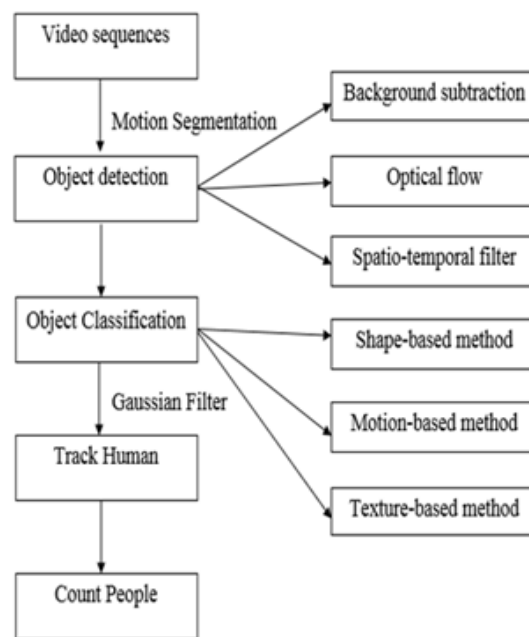 Video sequences
Background subtraction
Motion Segmentation
Object detection
Optical flow
Spatio-temporal filter
Object Classification
Shape-based method
Gaussian Filter
Motion-based method
Track Human
Texture-based method
Count People